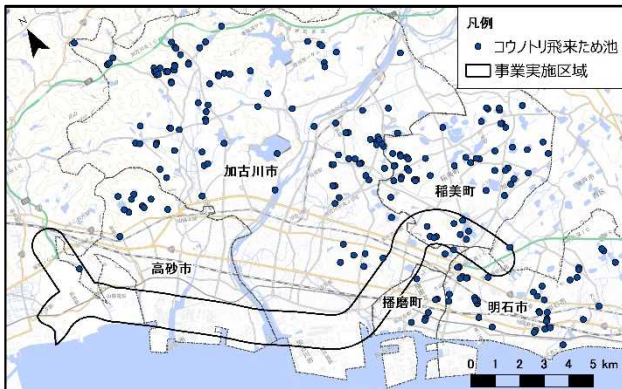 N
凡例
コウノトリ飛来ため池
事業実施区域
加古川市
稲美町
高砂市
播磨町
明石市
0 1 2 3 4 5 km